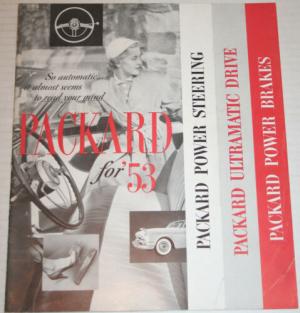 So automatic...
it almost seems
to read your mind
PACKARD
for '53
PACKARD POWER STEERING
PACKARD ULTRAMATIC DRIVE
PACKARD POWER BRAKES